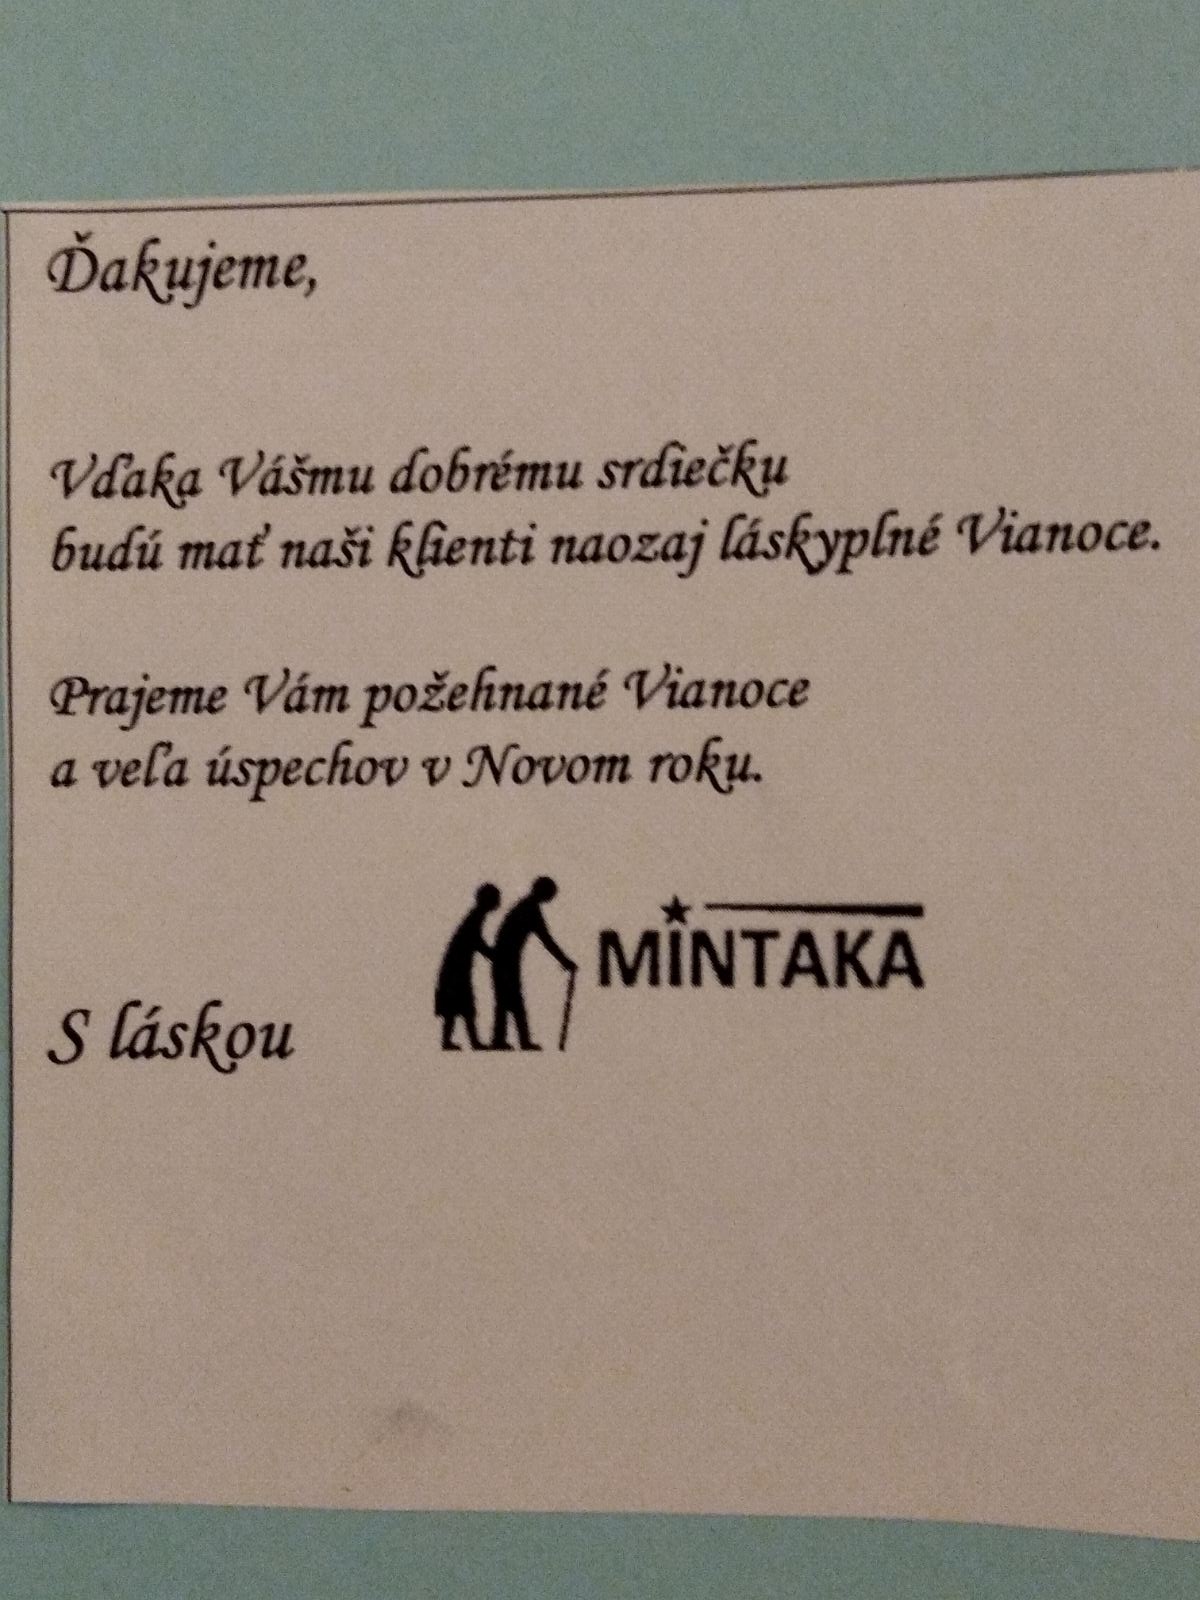 Ďakujeme,
Vďaka Vášmu dobrému srdiečku
budú mať naši klienti naozaj láskyplné Vianoce.
Prajeme Vám požehnané Vianoce
a veľa úspechov v Novom roku.
MINTAKA
S láskou